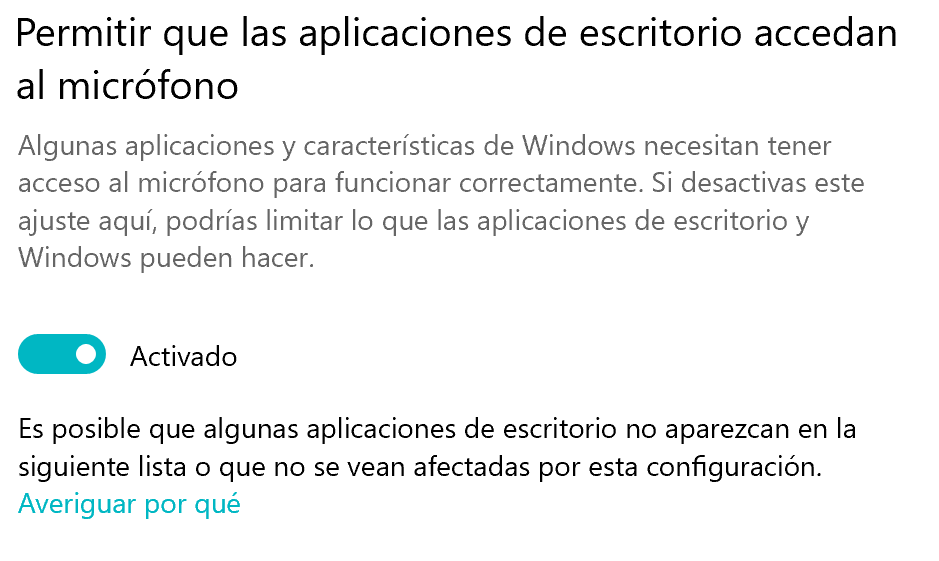 Permitir que las aplicaciones de escritorio accedan
al micrófono
Algunas aplicaciones y características de Windows necesitan tener
acceso al micrófono para funcionar correctamente. Si desactivas este
ajuste aquí, podrías limitar lo que las aplicaciones de escritorio y
Windows pueden hacer.
Activado
Es posible que algunas aplicaciones de escritorio no aparezcan en la
siguiente lista o que no se vean afectadas por esta configuración.
Averiguar por qué